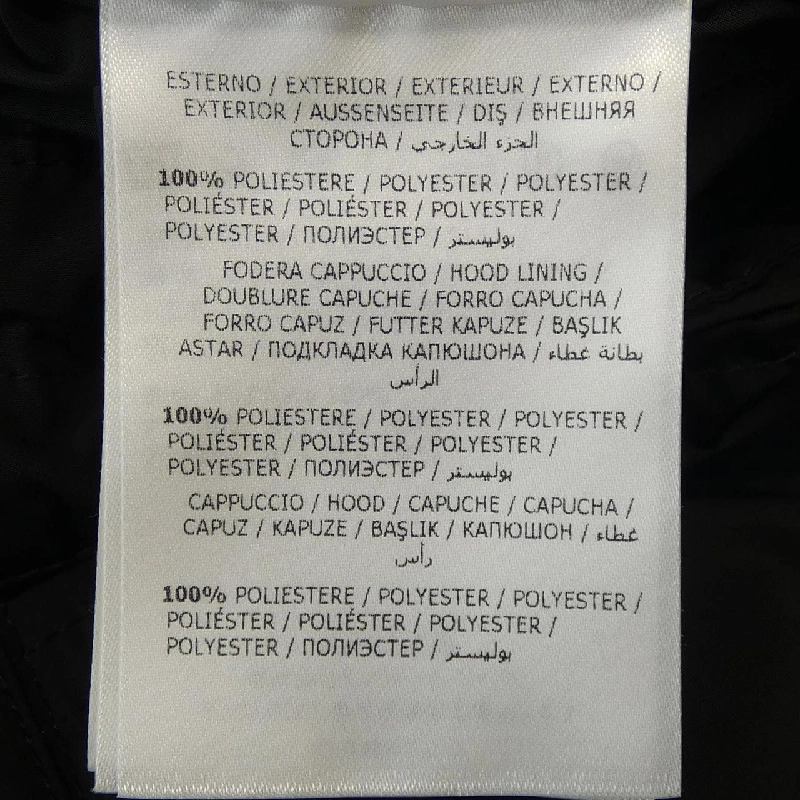 ESTERNO / EXTERIOR / EXTERIEUR / EXTERNO /
EXTERIOR / AUSSENSEITE / DIŞ / ВНЕШНЯЯ
СТОРОНА / الجزء الخارجي
100% POLIESTERE / POLYESTER / POLYESTER /
POLIÉSTER / POLIÉSTER / POLYESTER /
POLYESTER / ПОЛИЭСТЕР / بوليستر
FODERA CAPPUCCIO / HOOD LINING /
DOUBLURE CAPUCHE / FORRO CAPUCHA /
FORRO CAPUZ / FUTTER KAPUZE / BAŞLIK
ASTAR / ПОДКЛАДКА КАПЮШОНА / بطانة غطاء
الرأس
100% POLIESTERE / POLYESTER / POLYESTER /
POLIÉSTER / POLIÉSTER / POLYESTER /
POLYESTER / ПОЛИЭСТЕР / بوليستر
CAPPUCCIO / HOOD / CAPUCHE / CAPUCHA /
CAPUZ / KAPUZE / BAŞLIK / КАПЮШОН / غطاء
رأس
100% POLIESTERE / POLYESTER / POLYESTER /
POLIÉSTER / POLIÉSTER / POLYESTER /
POLYESTER / ПОЛИЭСТЕР / بوليستر